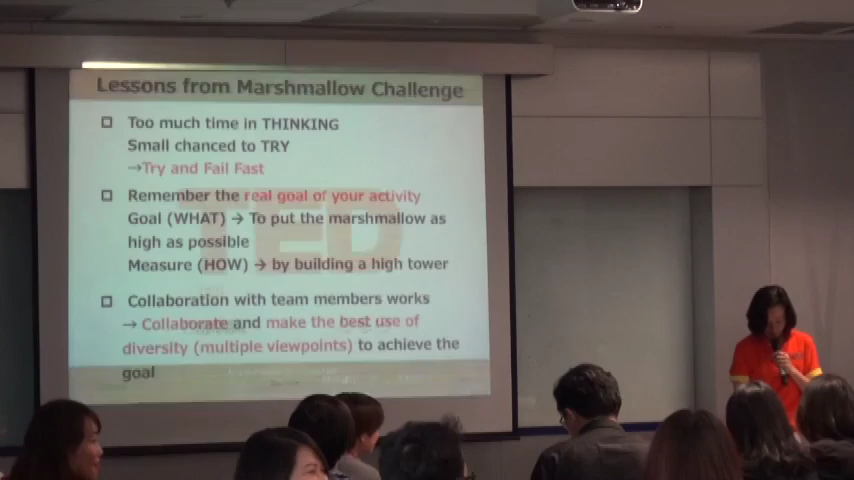 Lessons from Marshmallow Challenge
Too much time in THINKING
Small chanced to TRY
→Try and Fail Fast
Remember the real goal of your activity
Goal (WHAT) → To put the marshmallow as
high as possible
Measure (HOW) → by building a high tower
Collaboration with team members works
→ Collaborate and make the best use of
diversity (multiple viewpoints) to achieve the
goal
TED